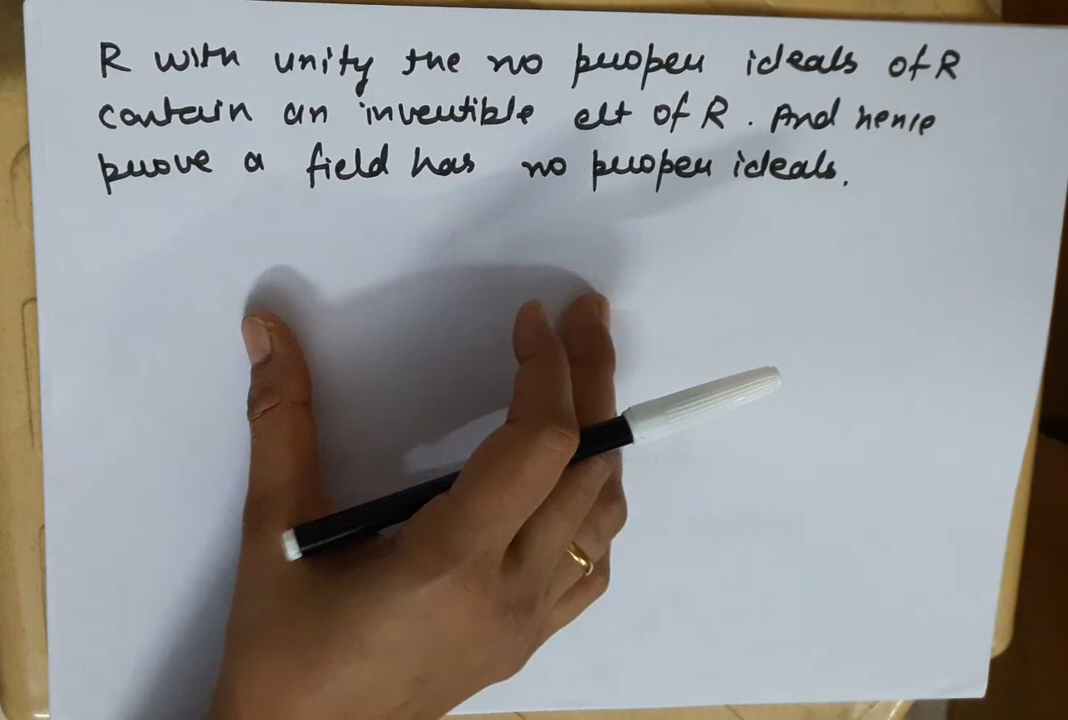 R with unity the no proper ideals of R
contain an invertible elt of R. And hence
prove a field has no proper ideals.